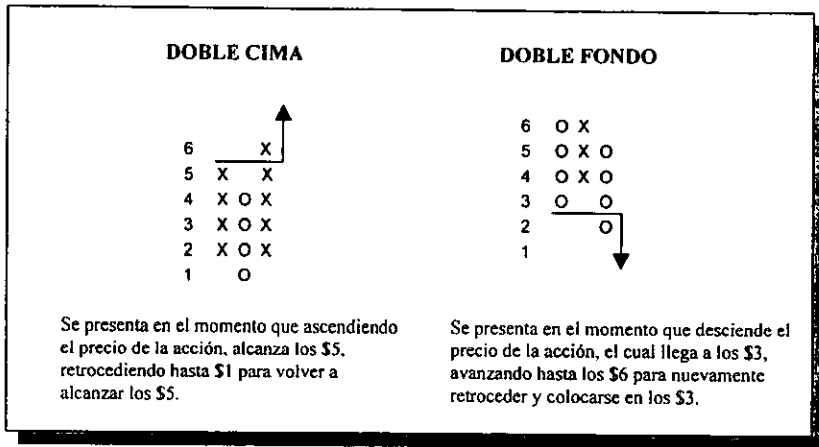 DOBLE CIMA
6 X
5 X X
4 X O X
3 X O X
2 X O X
1 O
Se presenta en el momento que ascendiendo
el precio de la acción, alcanza los $5,
retrocediendo hasta $1 para volver a
alcanzar los $5.
DOBLE FONDO
6 O X
5 O X O
4 O X O
3 O O
2 O
1
Se presenta en el momento que desciende el
precio de la acción, el cual llega a los $3,
avanzando hasta los $6 para nuevamente
retroceder y colocarse en los $3.